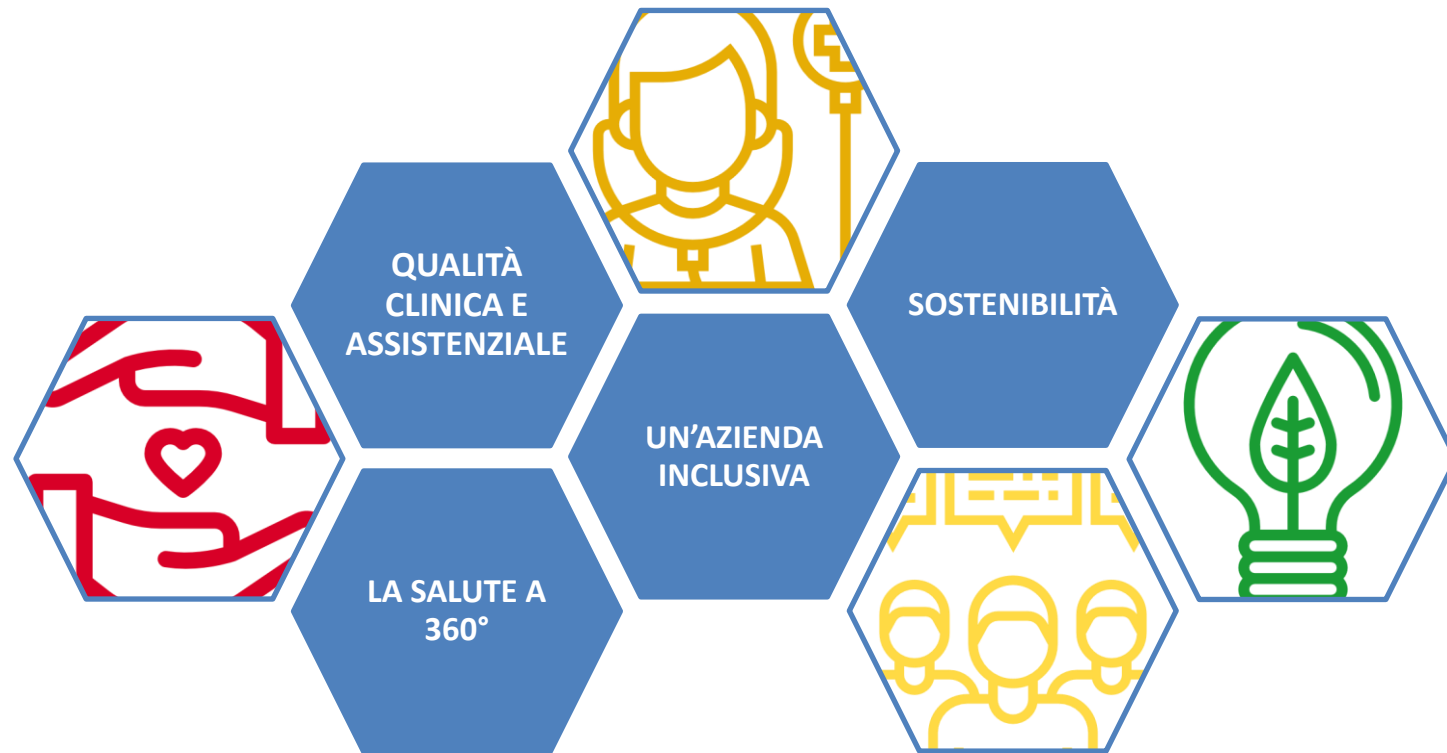 QUALITÀ
CLINICA E
ASSISTENZIALE
SOSTENIBILITÀ
UN’AZIENDA
INCLUSIVA
LA SALUTE A
360°